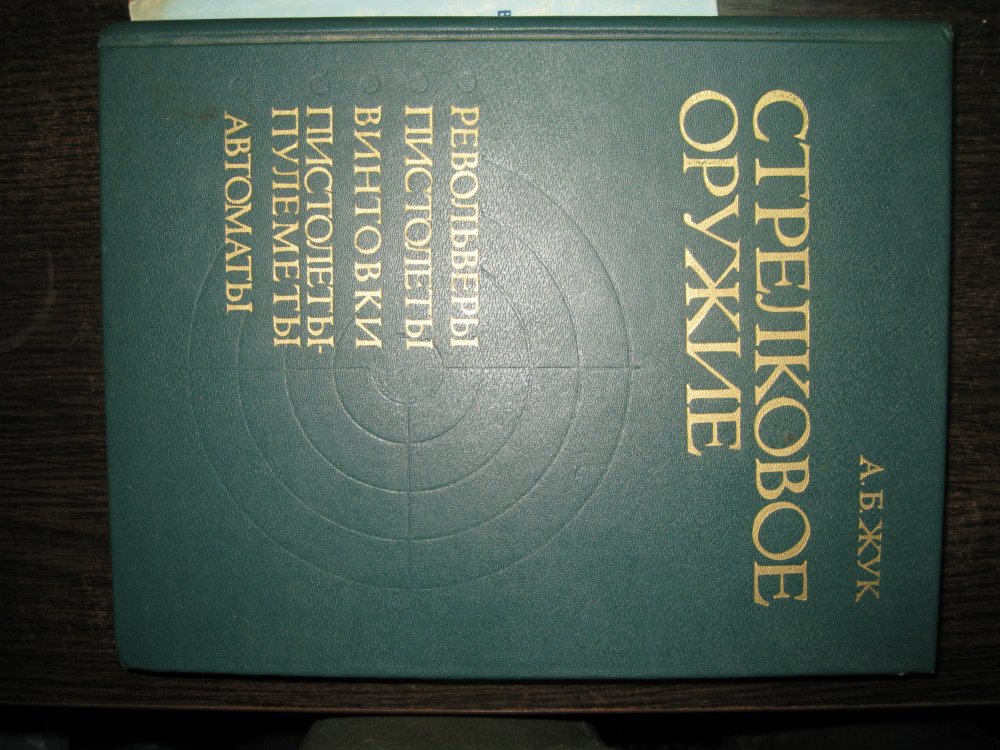 А. Б. ЖУК
СТРЕЛКОВОЕ
ОРУЖИЕ
РЕВОЛЬВЕРЫ
ПИСТОЛЕТЫ
ВИНТОВКИ
ПИСТОЛЕТЫ-
ПУЛЕМЕТЫ
АВТОМАТЫ